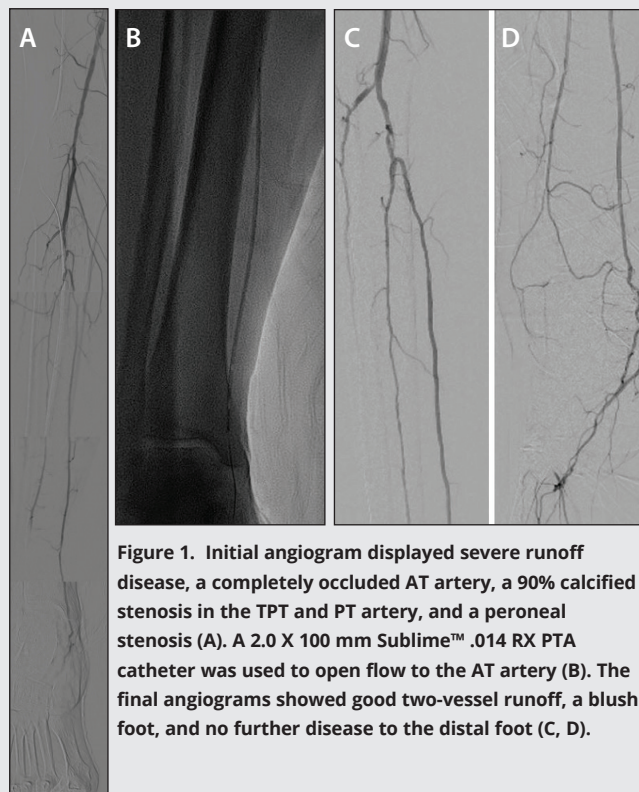 A
B
C
D
Figure 1. Initial angiogram displayed severe runoff
disease, a completely occluded AT artery, a 90% calcified
stenosis in the TPT and PT artery, and a peroneal
stenosis (A). A 2.0 X 100 mm Sublime™ .014 RX PTA
catheter was used to open flow to the AT artery (B). The
final angiograms showed good two-vessel runoff, a blush
foot, and no further disease to the distal foot (C, D).